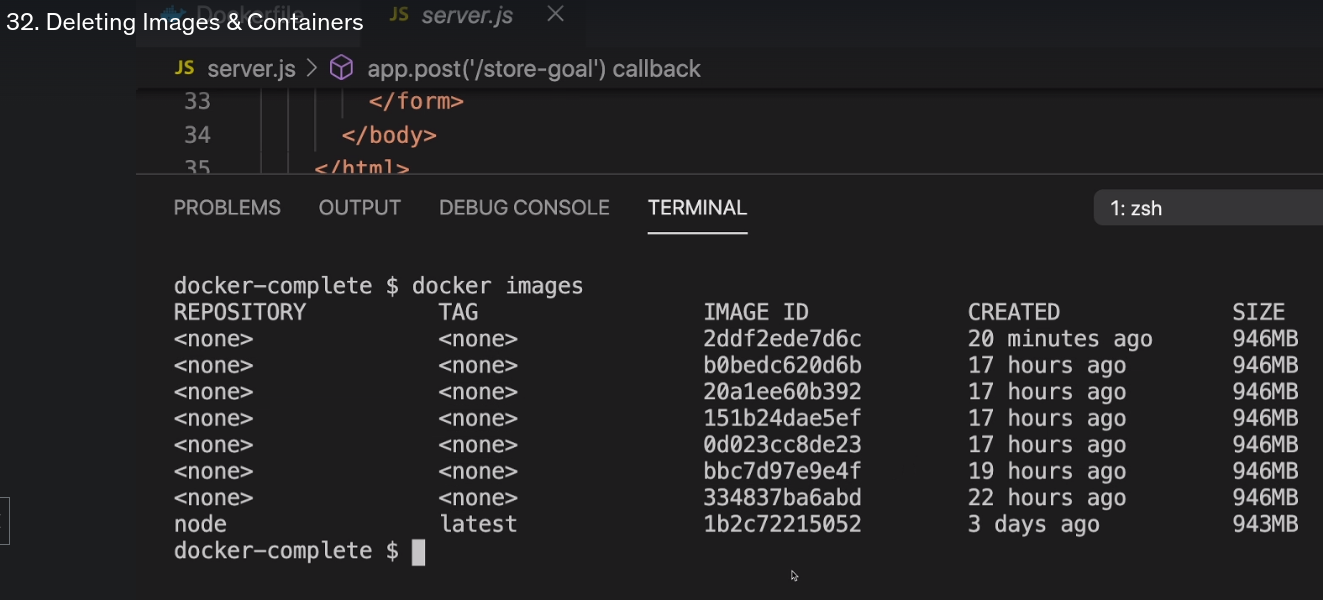 32. Deleting Images & Containers
Dockerfile
JS server.js
JS server.js > app.post('/store-goal') callback
33 </form>
34 </body>
35 </html>
PROBLEMS OUTPUT DEBUG CONSOLE TERMINAL 1: zsh
docker-complete $ docker images
REPOSITORY TAG IMAGE ID CREATED SIZE
<none> <none> 2ddf2ede7d6c 20 minutes ago 946MB
<none> <none> b0bedc620d6b 17 hours ago 946MB
<none> <none> 20a1ee60b392 17 hours ago 946MB
<none> <none> 151b24dae5ef 17 hours ago 946MB
<none> <none> 0d023cc8de23 17 hours ago 946MB
<none> <none> bbc7d97e9e4f 19 hours ago 946MB
<none> <none> 334837ba6abd 22 hours ago 946MB
node latest 1b2c72215052 3 days ago 943MB
docker-complete $